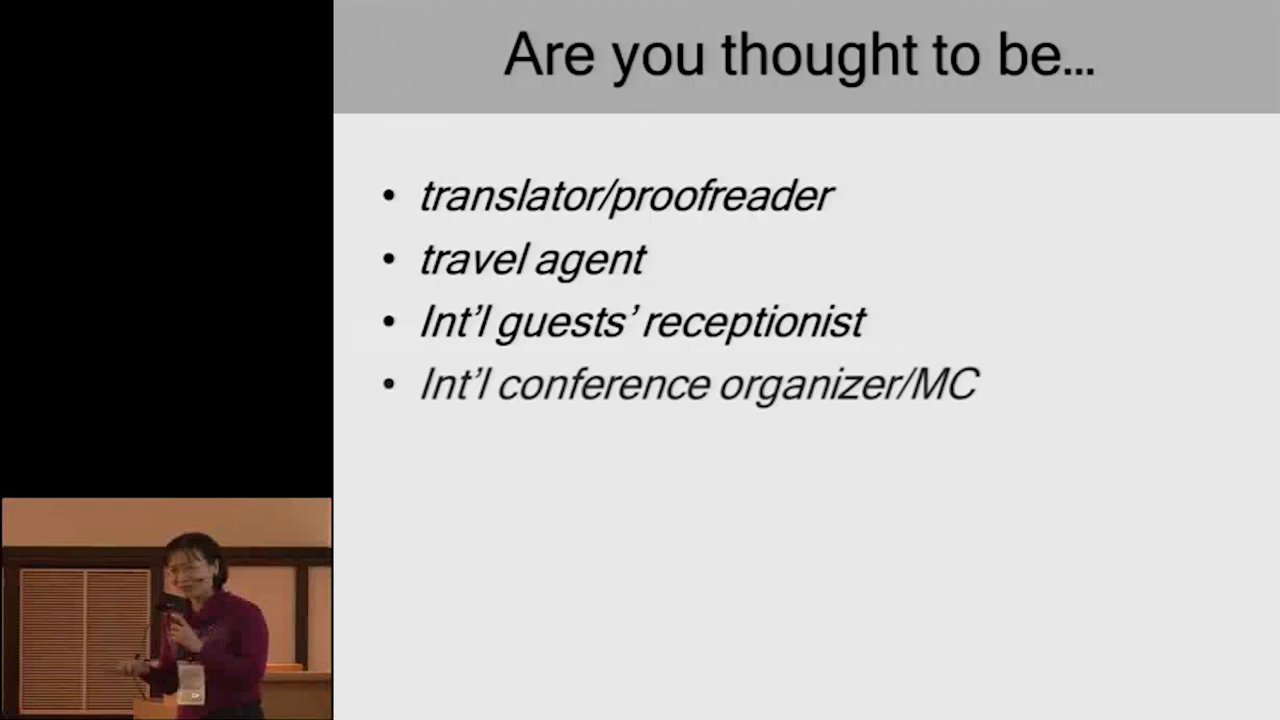 Are you thought to be...
• translator/proofreader
• travel agent
• Int'l guests' receptionist
• Int'l conference organizer/MC